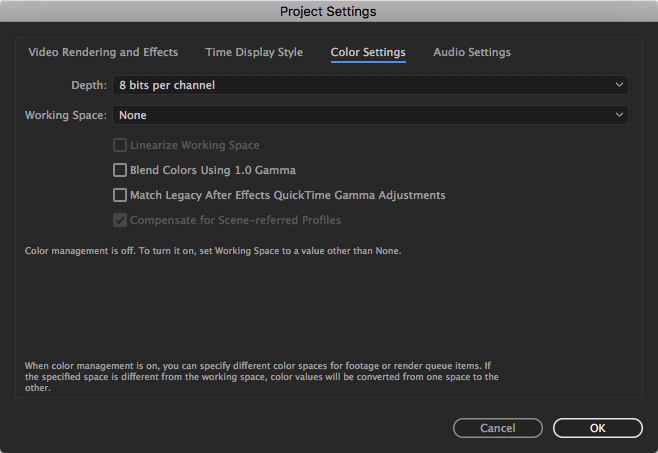 Project Settings
Video Rendering and Effects Time Display Style Color Settings Audio Settings
Depth: 8 bits per channel
Working Space: None
Linearize Working Space
Blend Colors Using 1.0 Gamma
Match Legacy After Effects QuickTime Gamma Adjustments
Compensate for Scene-referred Profiles
Color management is off. To turn it on, set Working Space to a value other than None.
When color management is on, you can specify different color spaces for footage or render queue items. If
the specified space is different from the working space, color values will be converted from one space to the
other.
Cancel OK